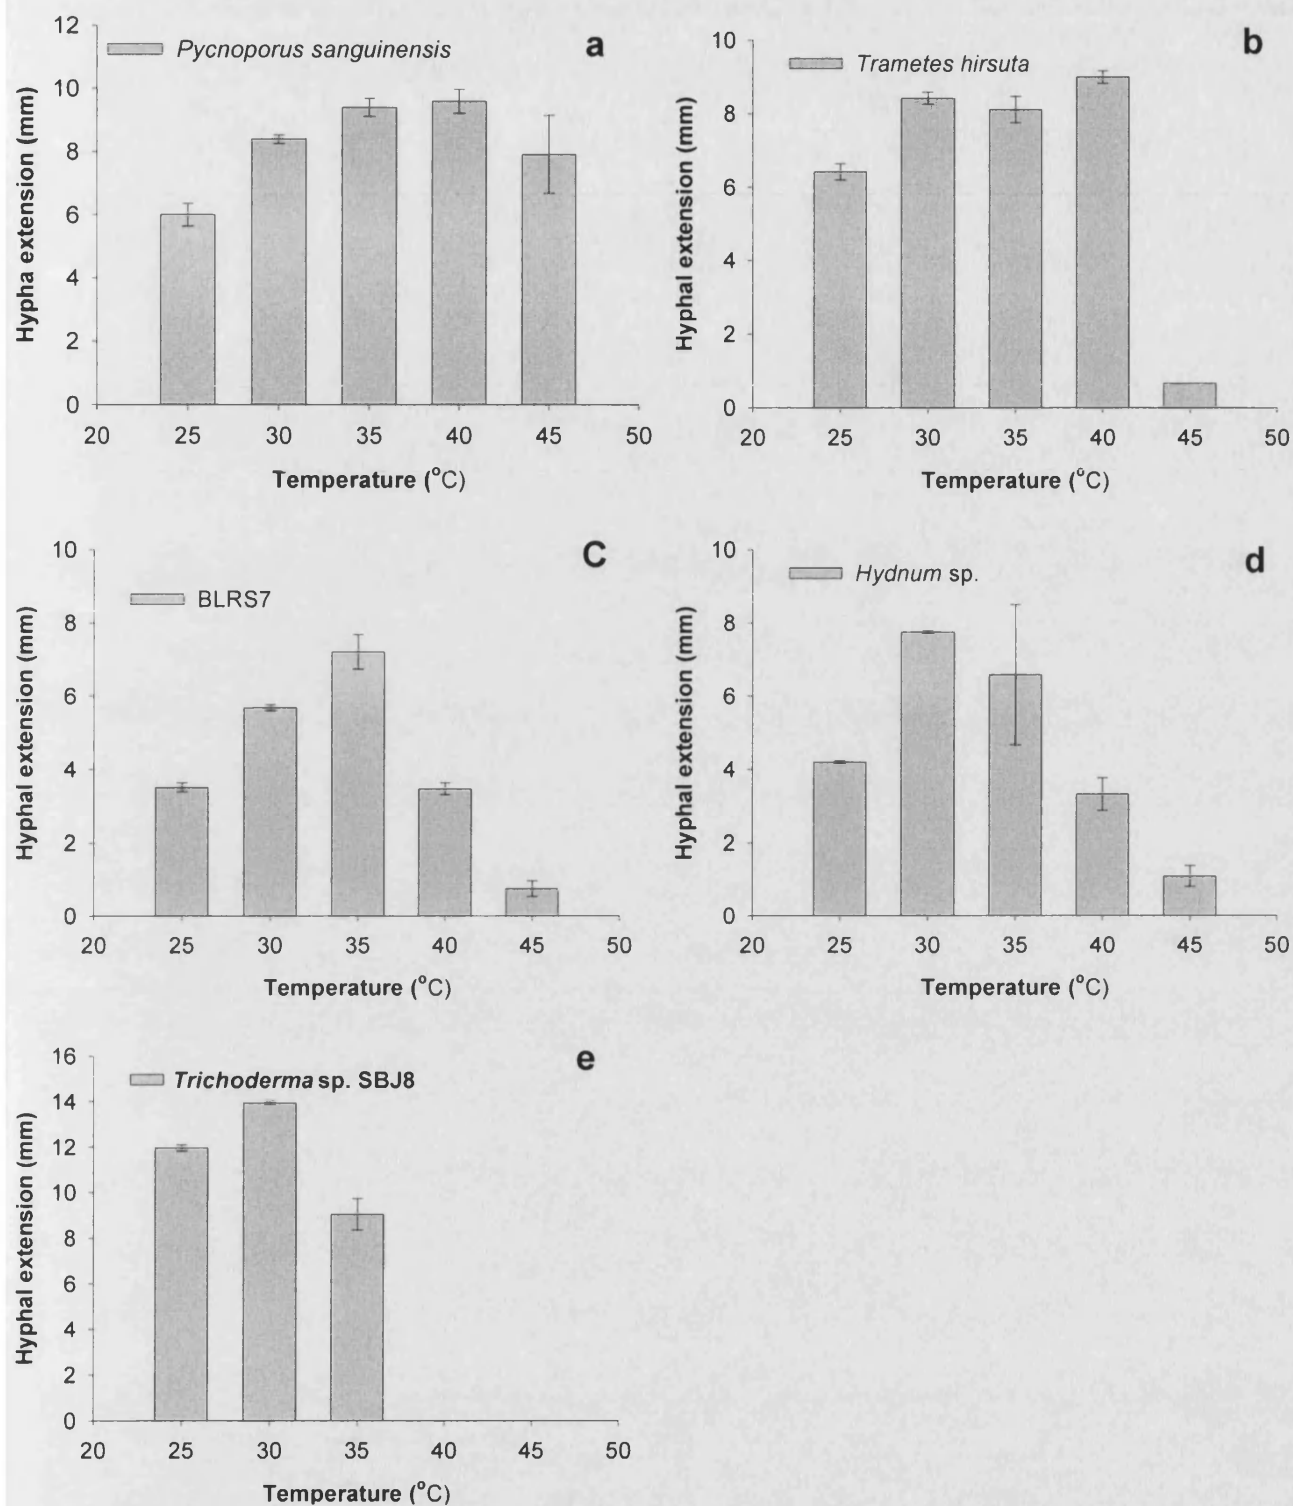 a
Pycnoporus sanguinensis
Hypha extension (mm)
12
10
8
6
4
2
0
20 25 30 35 40 45 50
Temperature (°C)
b
Trametes hirsuta
Hyphal extension (mm)
10
8
6
4
2
0
20 25 30 35 40 45 50
Temperature (°C)
C
BLRS7
Hyphal extension (mm)
10
8
6
4
2
0
20 25 30 35 40 45 50
Temperature (°C)
d
Hydnum sp.
Hyphal extension (mm)
10
8
6
4
2
0
20 25 30 35 40 45 50
Temperature (°C)
e
Trichoderma sp. SBJ8
Hyphal extension (mm)
16
14
12
10
8
6
4
2
0
20 25 30 35 40 45 50
Temperature (°C)